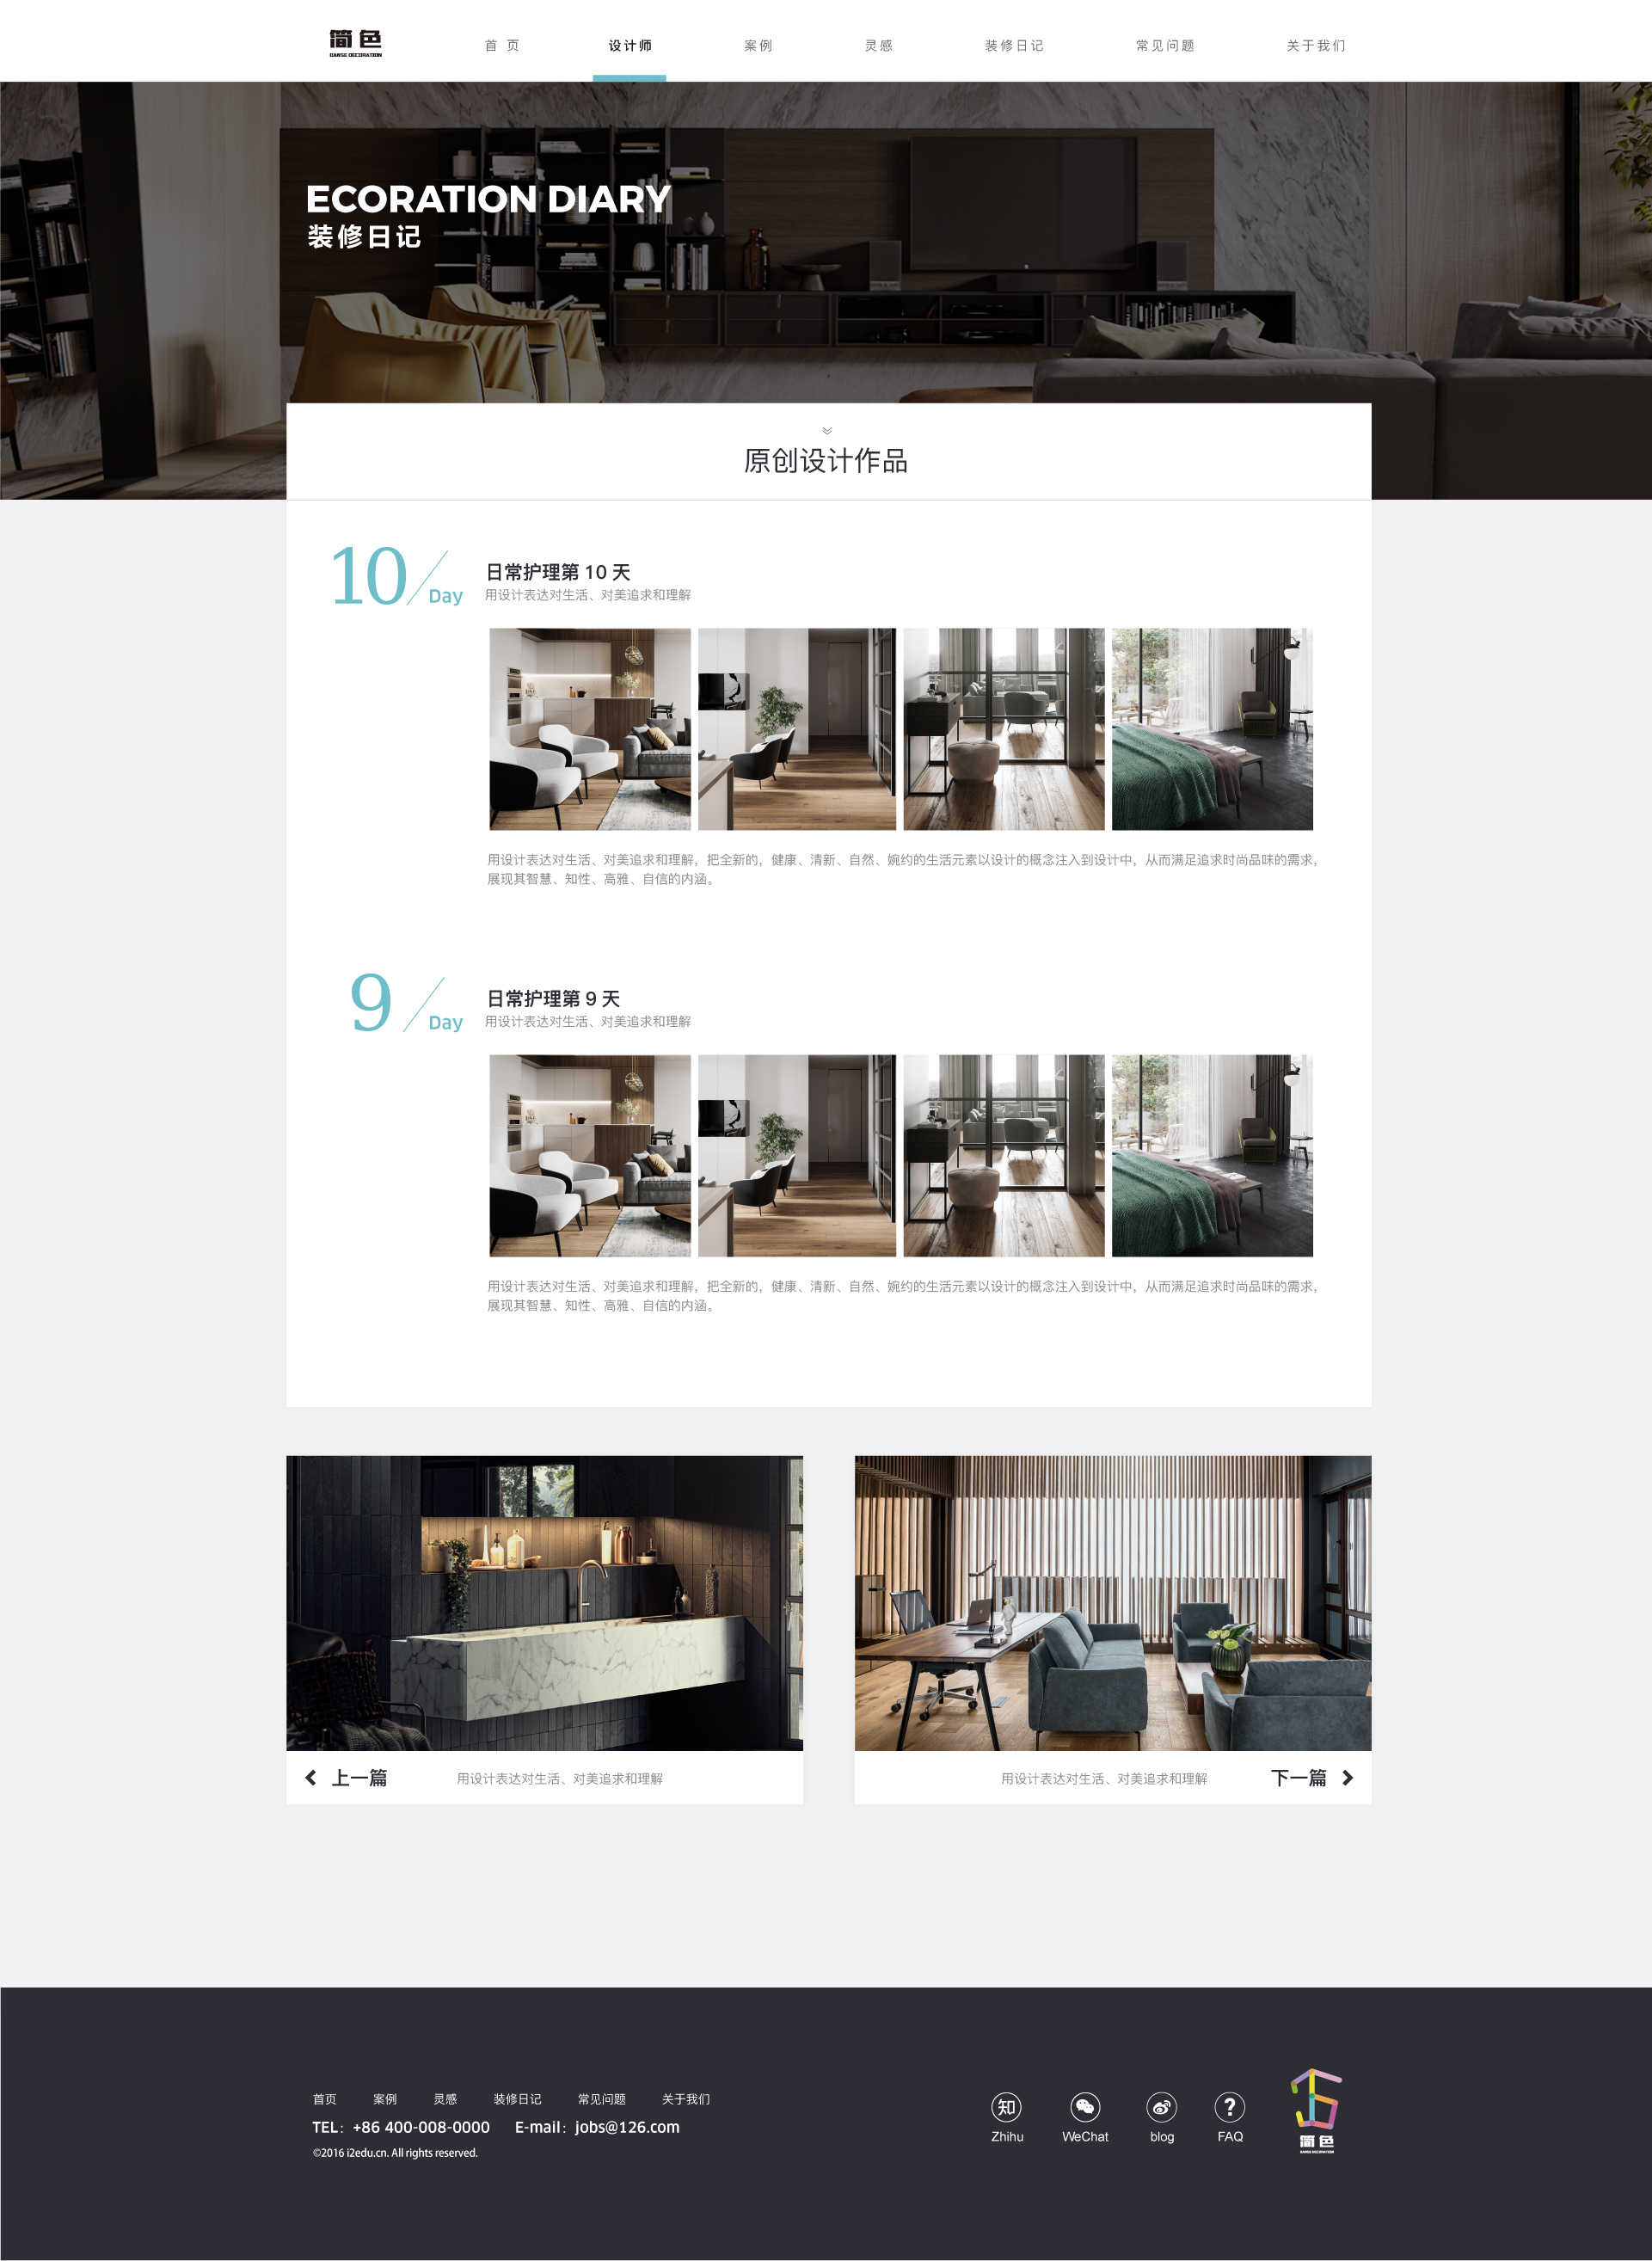 简色
JIANSE DECORATION
首 页
设计师
案例
灵感
装修日记
常见问题
关于我们
ECORATION DIARY
装修日记
原创设计作品
10
Day
日常护理第 10 天
用设计表达对生活、对美追求和理解
用设计表达对生活、对美追求和理解，把全新的，健康、清新、自然、婉约的生活元素以设计的概念注入到设计中，从而满足追求时尚品味的需求，
展现其智慧、知性、高雅、自信的内涵。
9
Day
日常护理第 9 天
用设计表达对生活、对美追求和理解
用设计表达对生活、对美追求和理解，把全新的，健康、清新、自然、婉约的生活元素以设计的概念注入到设计中，从而满足追求时尚品味的需求，
展现其智慧、知性、高雅、自信的内涵。
上一篇
用设计表达对生活、对美追求和理解
用设计表达对生活、对美追求和理解
下一篇
首页
案例
灵感
装修日记
常见问题
关于我们
TEL：+86 400-008-0000 E-mail：jobs@126.com
©2016 i2edu.cn. All rights reserved.
知
Zhihu
WeChat
blog
?
FAQ
简色
JIANSE DECORATION